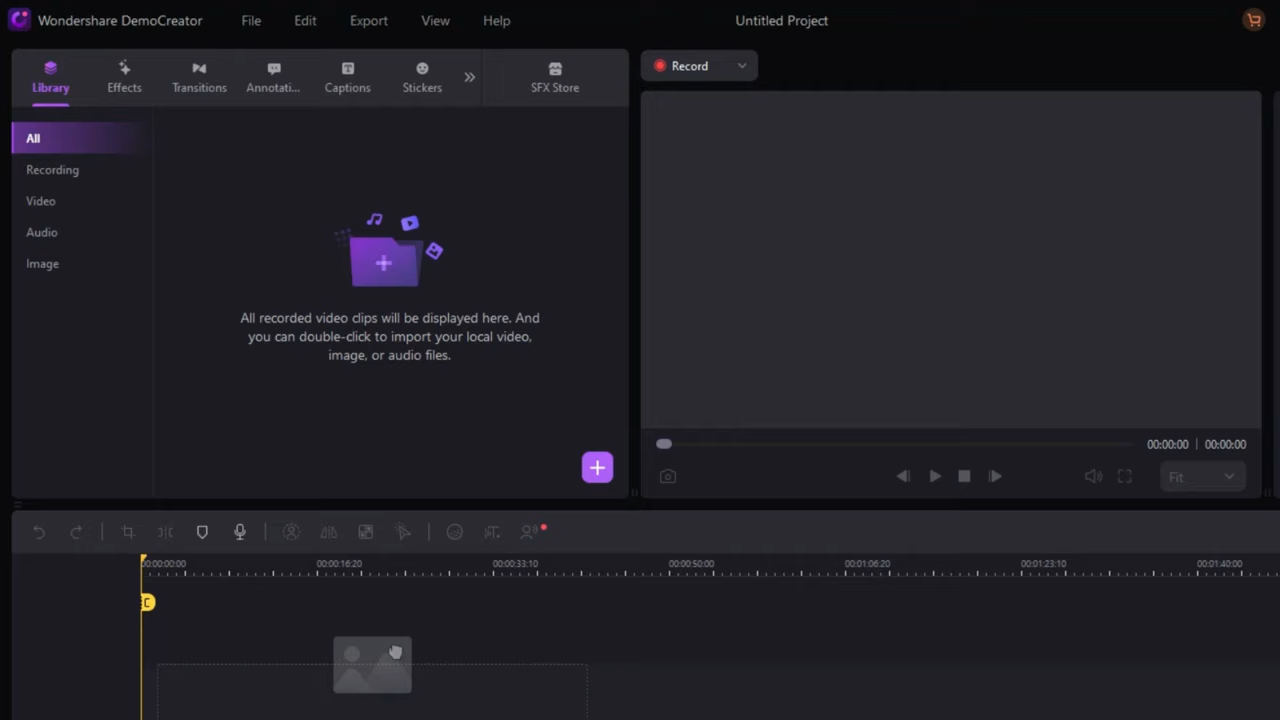 Wondershare DemoCreator File Edit Export View Help Untitled Project
Library Effects Transitions Annotati... Captions Stickers SFX Store
Record
All
Recording
Video
Audio
Image
All recorded video clips will be displayed here. And
you can double-click to import your local video,
image, or audio files.
00:00:00 | 00:00:00
Fit
00:00:00:00 00:00:16:20 00:00:33:10 00:00:50:00 00:01:06:20 00:01:23:10 00:01:40:00